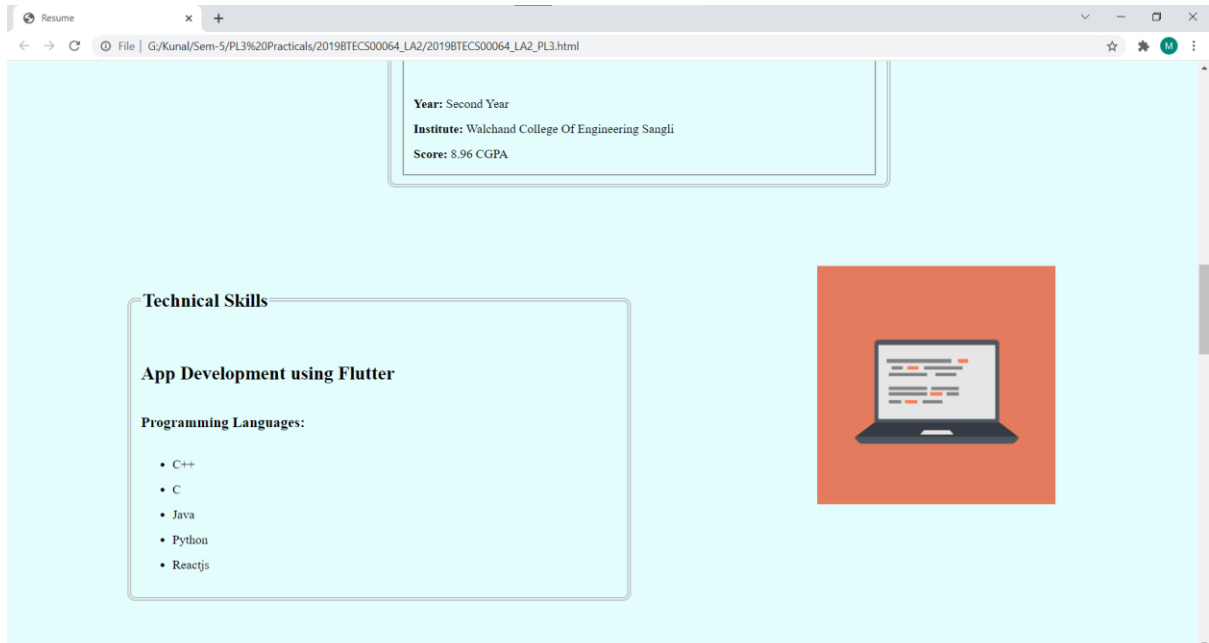 Resume
File | G:/Kunal/Sem-5/PL3%20Practicals/2019BTECS00064_LA2/2019BTECS00064_LA2_PL3.html
M
Year: Second Year
Institute: Walchand College Of Engineering Sangli
Score: 8.96 CGPA
Technical Skills
App Development using Flutter
Programming Languages:
• C++
• C
• Java
• Python
• Reactjs